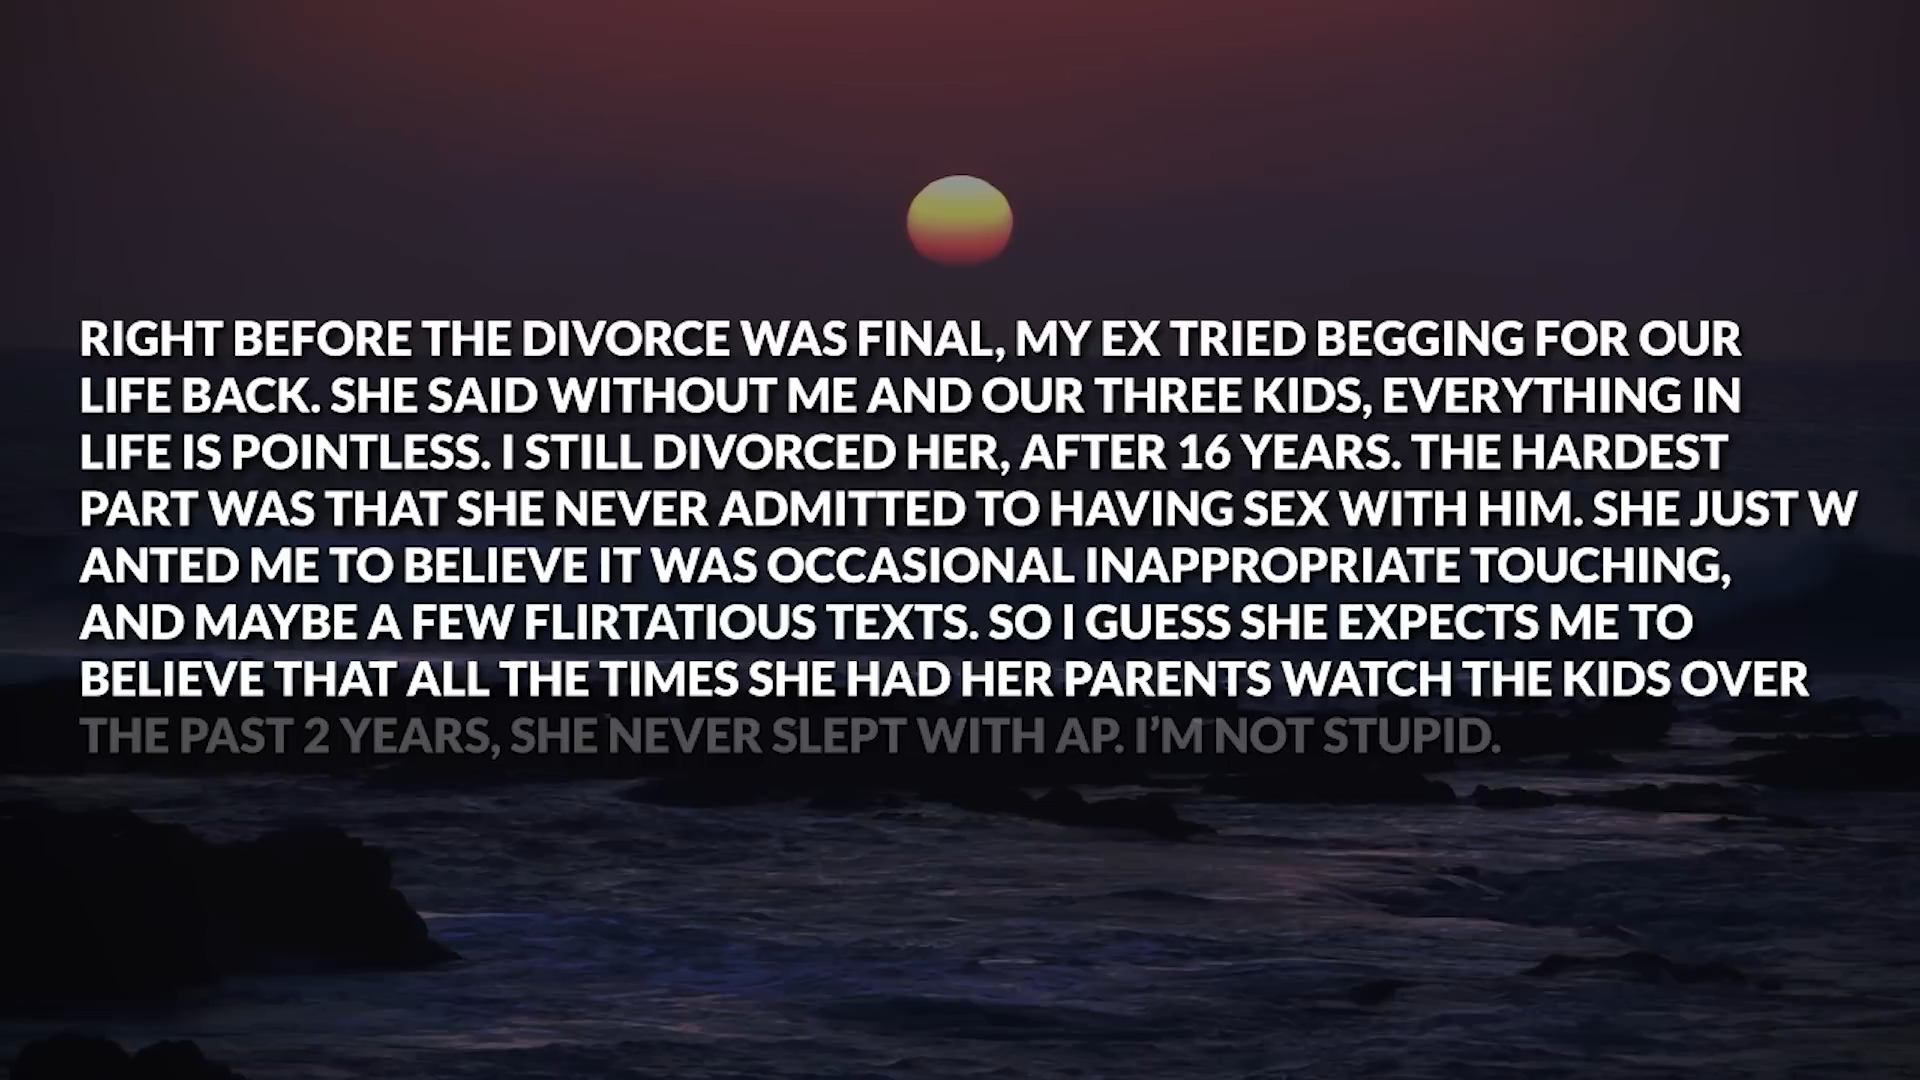 RIGHT BEFORE THE DIVORCE WAS FINAL, MY EX TRIED BEGGING FOR OUR
LIFE BACK. SHE SAID WITHOUT ME AND OUR THREE KIDS, EVERYTHING IN
LIFE IS POINTLESS. I STILL DIVORCED HER, AFTER 16 YEARS. THE HARDEST
PART WAS THAT SHE NEVER ADMITTED TO HAVING SEX WITH HIM. SHE JUST W
ANTED ME TO BELIEVE IT WAS OCCASIONAL INAPPROPRIATE TOUCHING,
AND MAYBE A FEW FLIRTATIOUS TEXTS. SO I GUESS SHE EXPECTS ME TO
BELIEVE THAT ALL THE TIMES SHE HAD HER PARENTS WATCH THE KIDS OVER
THE PAST 2 YEARS, SHE NEVER SLEPT WITH AP. I’M NOT STUPID.